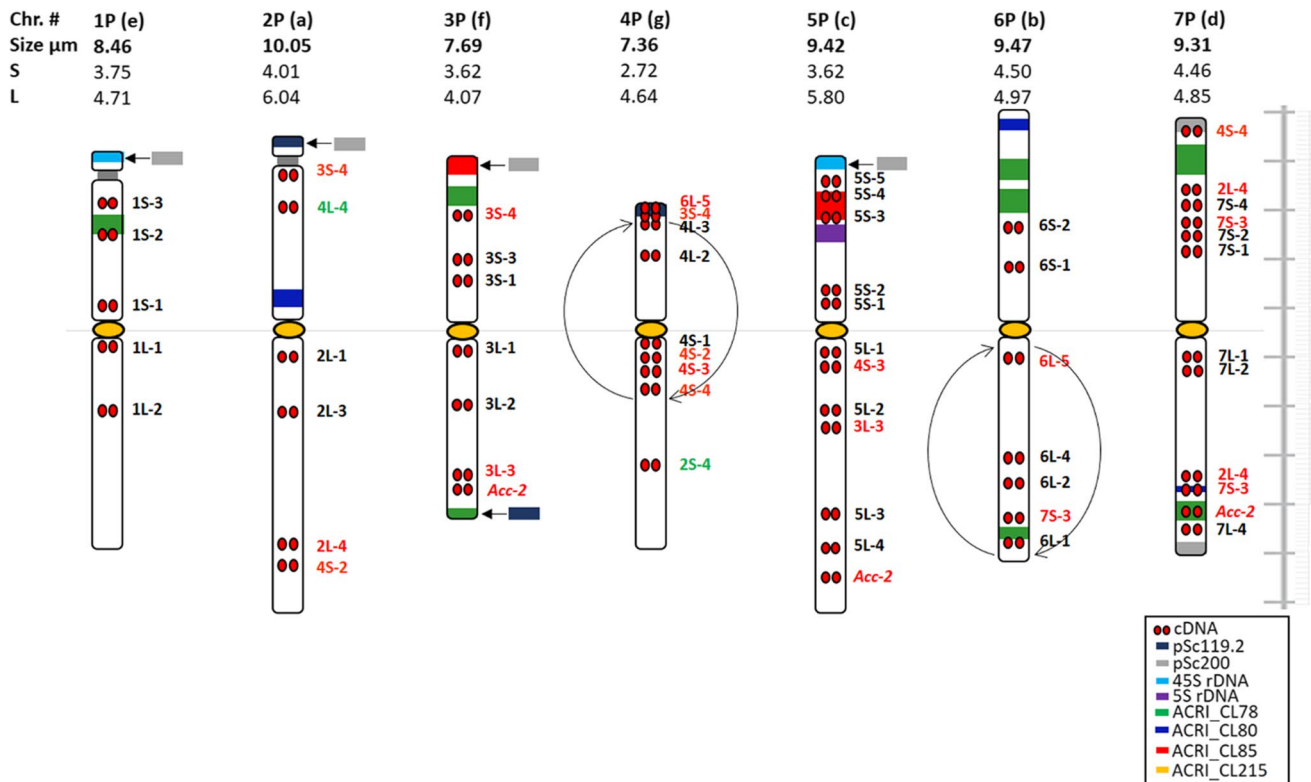 Chr. # 1P (e) 2P (a) 3P (f) 4P (g) 5P (c) 6P (b) 7P (d)
Size µm 8.46 10.05 7.69 7.36 9.42 9.47 9.31
S 3.75 4.01 3.62 2.72 3.62 4.50 4.46
L 4.71 6.04 4.07 4.64 5.80 4.97 4.85
1S-3
1S-2
1S-1
1L-1
1L-2
3S-4
4L-4
2L-1
2L-3
2L-4
4S-2
3S-4
3S-3
3S-1
3L-1
3L-2
3L-3
Acc-2
6L-5
3S-4
4L-3
4L-2
4S-1
4S-2
4S-3
4S-4
2S-4
5S-5
5S-4
5S-3
5S-2
5S-1
5L-1
4S-3
5L-2
3L-3
5L-3
5L-4
Acc-2
6S-2
6S-1
6L-5
6L-4
6L-2
7S-3
6L-1
4S-4
2L-4
7S-4
7S-3
7S-2
7S-1
7L-1
7L-2
2L-4
7S-3
Acc-2
7L-4
cDNA
pSc119.2
pSc200
45S rDNA
5S rDNA
ACRI_CL78
ACRI_CL80
ACRI_CL85
ACRI_CL215